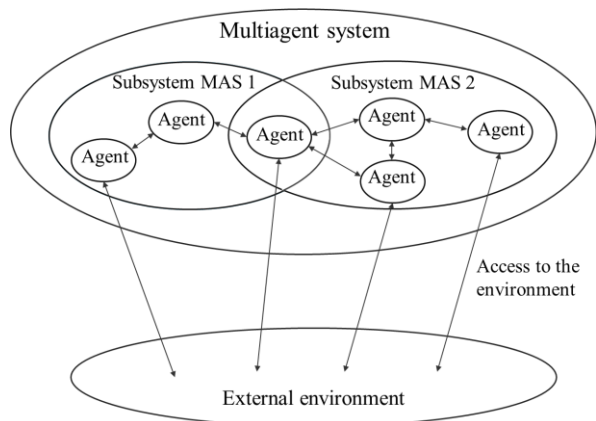 Multiagent system
Subsystem MAS 1
Subsystem MAS 2
Agent
Agent
Agent
Agent
Agent
Agent
Access to the
environment
External environment